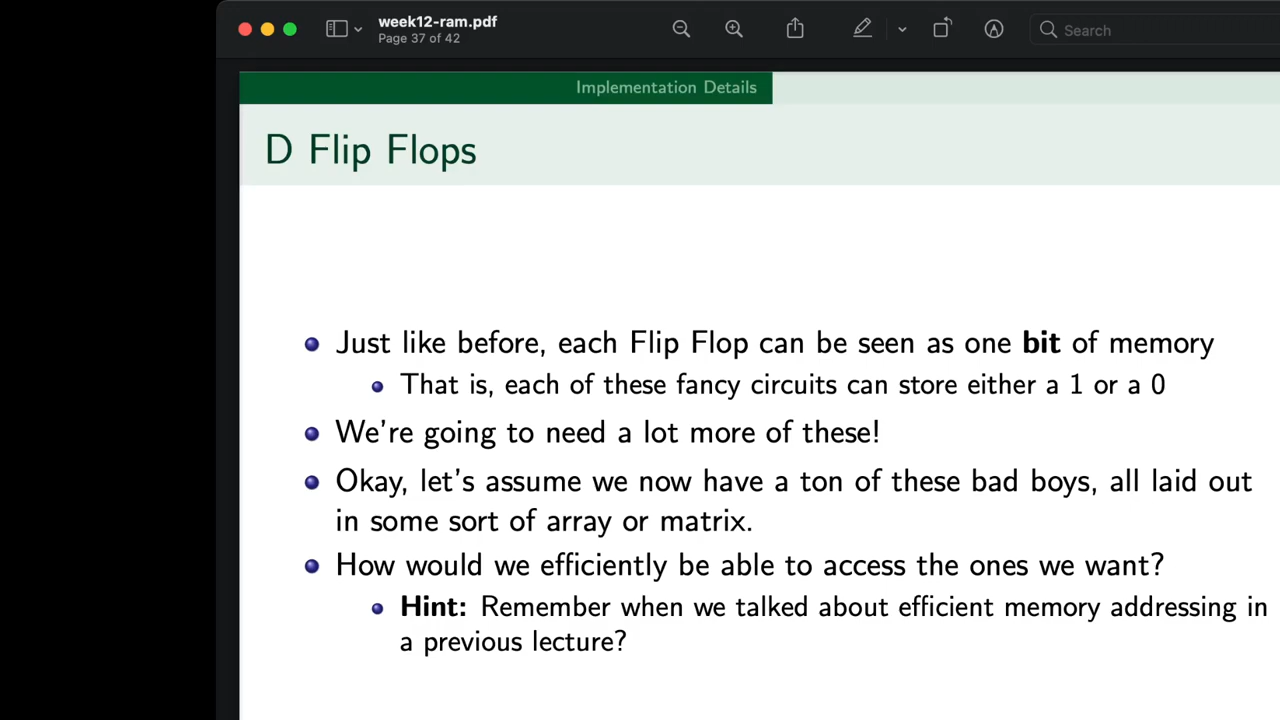 week12-ram.pdf
Page 37 of 42
Search
Implementation Details
D Flip Flops
Just like before, each Flip Flop can be seen as one bit of memory
That is, each of these fancy circuits can store either a 1 or a 0
We're going to need a lot more of these!
Okay, let's assume we now have a ton of these bad boys, all laid out
in some sort of array or matrix.
How would we efficiently be able to access the ones we want?
Hint: Remember when we talked about efficient memory addressing in
a previous lecture?